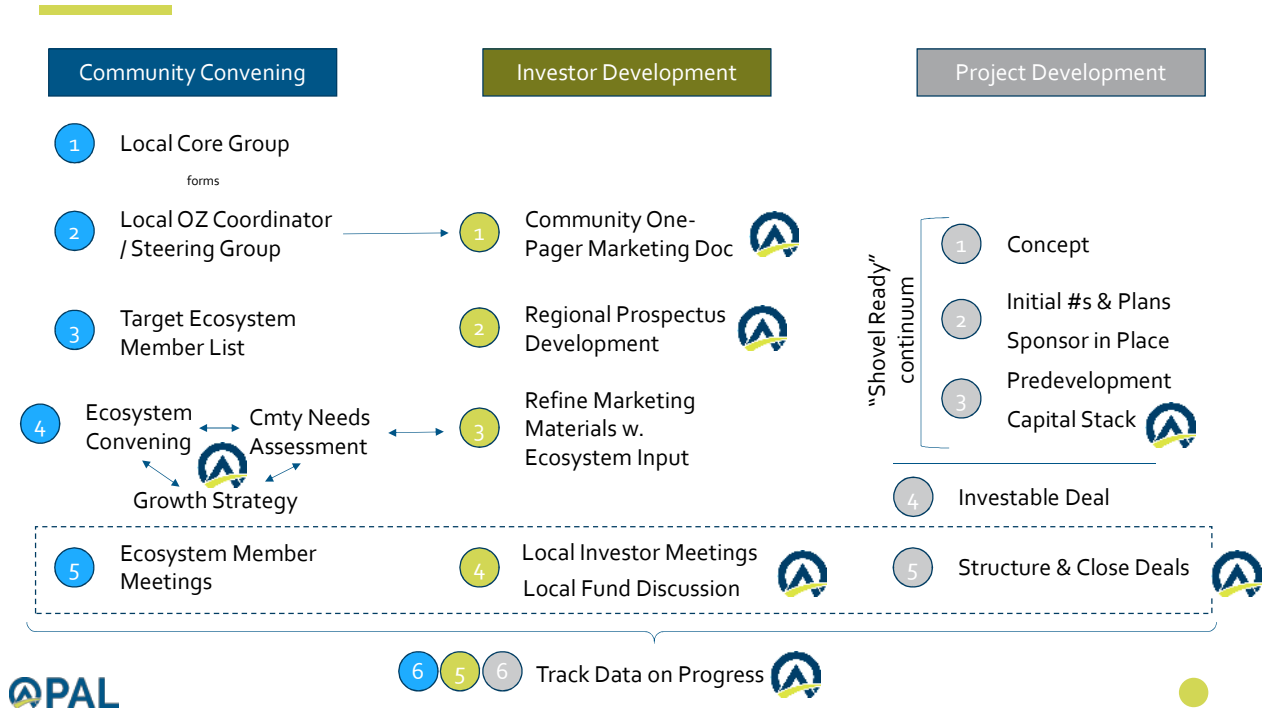 Community Convening
Investor Development
Project Development
1
Local Core Group
forms
2
Local OZ Coordinator
/ Steering Group
3
Target Ecosystem
Member List
4
Ecosystem
Convening
Cmty Needs
Assessment
Growth Strategy
5
Ecosystem Member
Meetings
1
Community One-
Pager Marketing Doc
2
Regional Prospectus
Development
3
Refine Marketing
Materials w.
Ecosystem Input
4
Local Investor Meetings
Local Fund Discussion
"Shovel Ready"
continuum
1
Concept
2
Initial #s & Plans
Sponsor in Place
3
Predevelopment
Capital Stack
4
Investable Deal
5
Structure & Close Deals
6 5 6
Track Data on Progress
OPAL